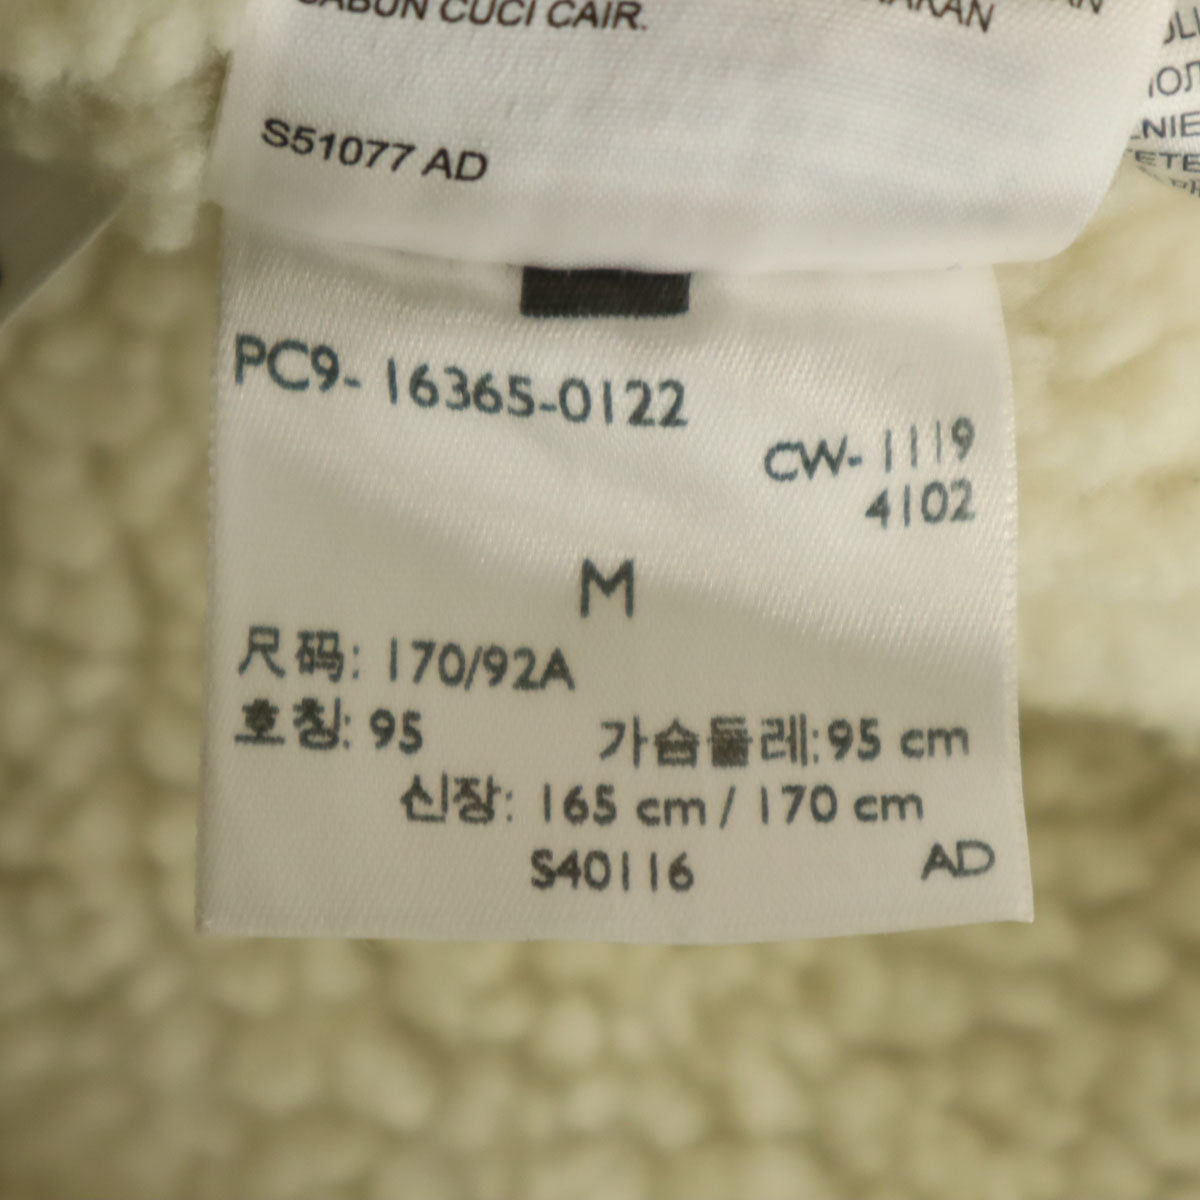 SABUN CUCI CAIR.
S51077 AD
PC9- 16365-0122
CW- 1119
4102
M
尺码: 170/92A
호칭: 95 가슴둘레: 95 cm
신장: 165 cm / 170 cm
S40116 AD